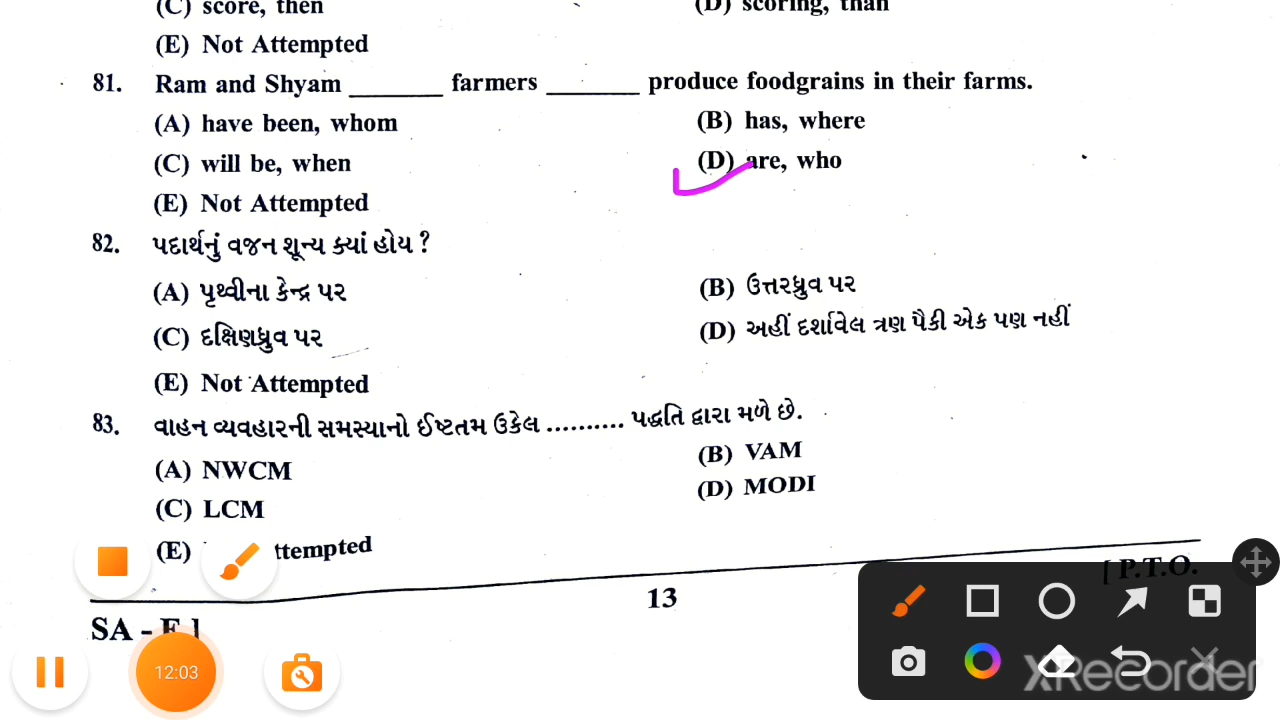 (C) score, then
(D) scoring, than
(E) Not Attempted
81. Ram and Shyam ________ farmers ________ produce foodgrains in their farms.
(A) have been, whom
(B) has, where
(C) will be, when
(D) are, who
(E) Not Attempted
82. પદાર્થનું વજન શૂન્ય ક્યાં હોય ?
(A) પૃથ્વીના કેન્દ્ર પર
(B) ઉત્તરધ્રુવ પર
(C) દક્ષિણધ્રુવ પર
(D) અહીં દર્શાવેલ ત્રણ પૈકી એક પણ નહીં
(E) Not Attempted
83. વાહન વ્યવહારની સમસ્યાનો ઈષ્ટતમ ઉકેલ .......... પદ્ધતિ દ્વારા મળે છે.
(A) NWCM
(B) VAM
(C) LCM
(D) MODI
(E) ttempted
[ P.T.O.
13
SA - E ]
12:03
XRecorder